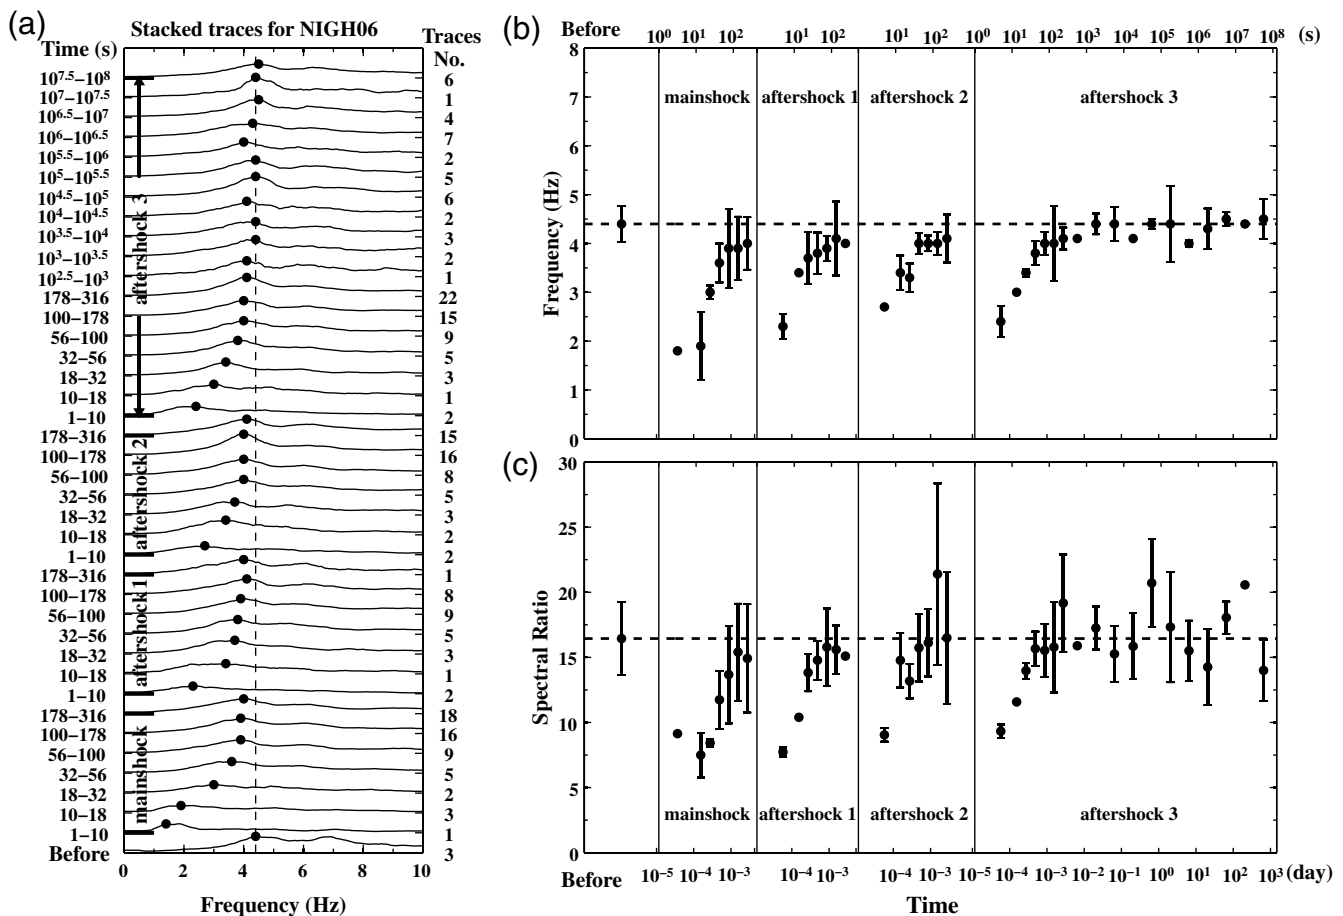 (a)
Stacked traces for NIGH06
Time (s)
Traces
No.
10^7.5–10^8 6
10^7–10^7.5 1
10^6.5–10^7 4
10^6–10^6.5 7
10^5.5–10^6 2
10^5–10^5.5 5
10^4.5–10^5 6
10^4–10^4.5 2
10^3.5–10^4 3
10^3–10^3.5 2
10^2.5–10^3 1
178–316 22
100–178 15
56–100 9
32–56 5
18–32 3
10–18 1
1–10 2
178–316 15
100–178 16
56–100 8
32–56 5
18–32 3
10–18 2
1–10 2
178–316 1
100–178 8
56–100 9
32–56 5
18–32 3
10–18 1
1–10 2
178–316 18
100–178 16
56–100 9
32–56 5
18–32 2
10–18 3
1–10 1
Before 3
aftershock 3
aftershock 2
aftershock 1
mainshock
0 2 4 6 8 10
Frequency (Hz)
(b)
Before 10^0 10^1 10^2 10^1 10^2 10^1 10^2 10^0 10^1 10^2 10^3 10^4 10^5 10^6 10^7 10^8 (s)
8
7
6
5
4
3
2
1
0
Frequency (Hz)
mainshock aftershock 1 aftershock 2 aftershock 3
(c)
30
25
20
15
10
5
0
Spectral Ratio
mainshock aftershock 1 aftershock 2 aftershock 3
Before 10^−5 10^−4 10^−3 10^−4 10^−3 10^−4 10^−3 10^−5 10^−4 10^−3 10^−2 10^−1 10^0 10^1 10^2 10^3 (day)
Time